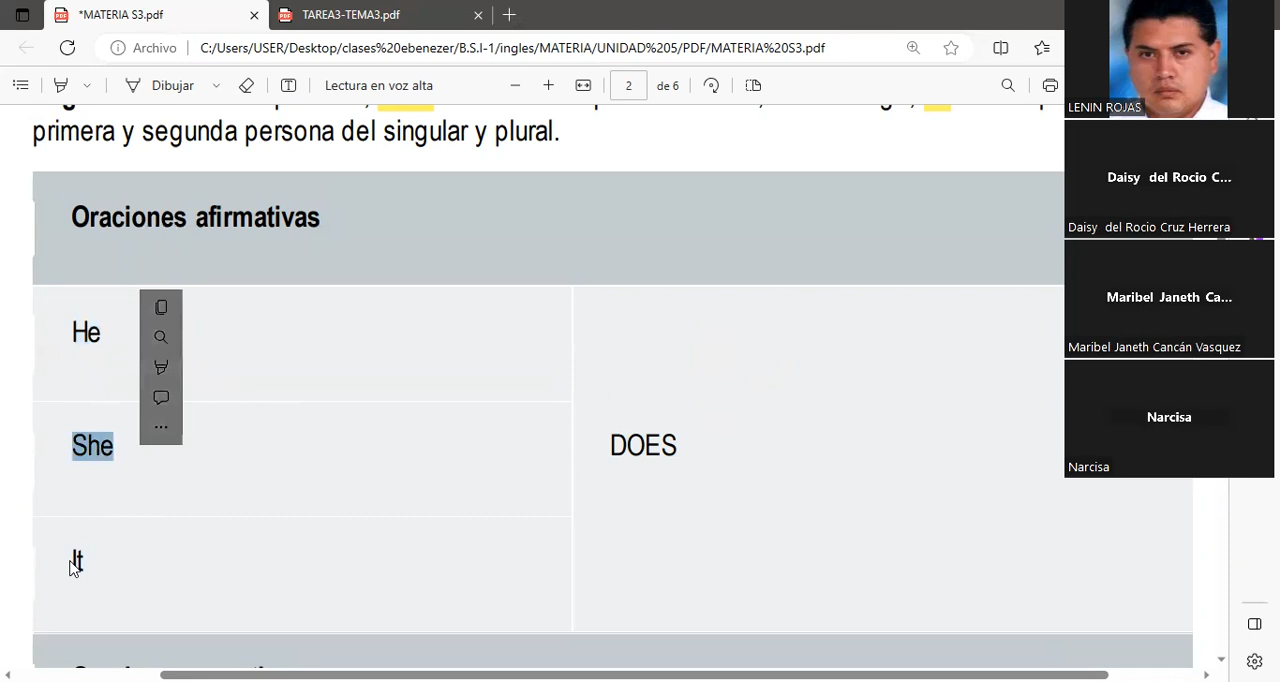 *MATERIA S3.pdf
TAREA3-TEMA3.pdf
Archivo
C:/Users/USER/Desktop/clases%20ebenezer/B.S.I-1/ingles/MATERIA/UNIDAD%205/PDF/MATERIA%20S3.pdf
Dibujar
Lectura en voz alta
2
de 6
primera y segunda persona del singular y plural.
Oraciones afirmativas
He
She
DOES
It
LENIN ROJAS
Daisy del Rocio C...
Daisy del Rocio Cruz Herrera
Maribel Janeth Ca...
Maribel Janeth Cancán Vasquez
Narcisa
Narcisa